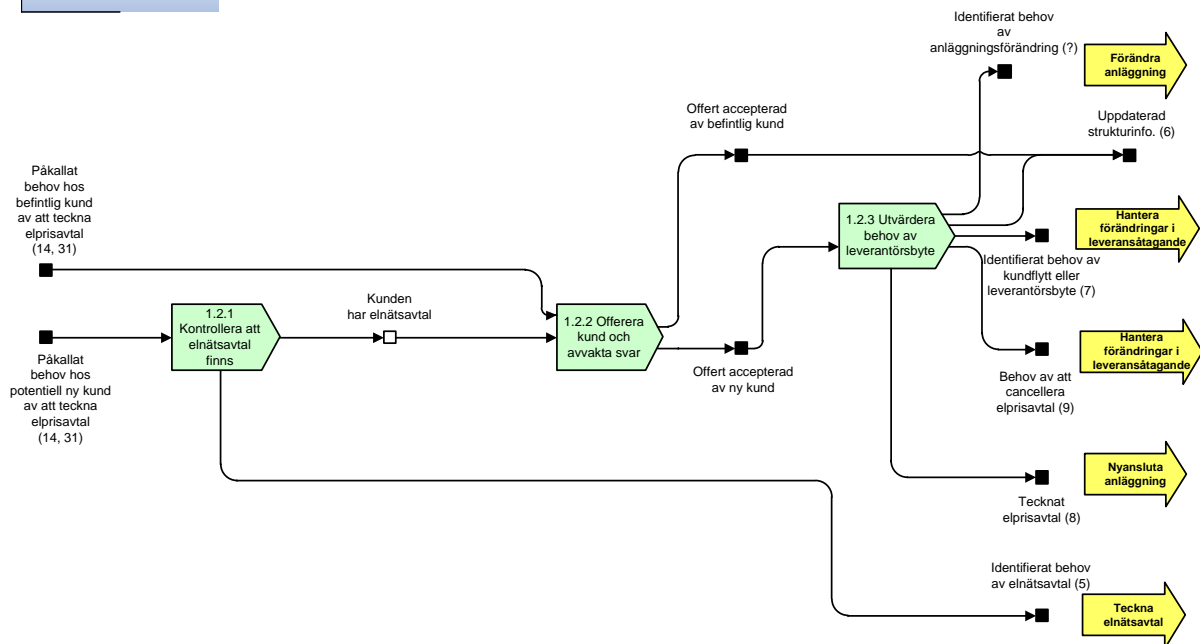 Identifierat behov
av
anläggningsförändring (?)
Förändra
anläggning
Offert accepterad
av befintlig kund
Uppdaterad
strukturinfo. (6)
Påkallat
behov hos
befintlig kund
av att teckna
elprisavtal
(14, 31)
1.2.3 Utvärdera
behov av
leverantörsbyte
Hantera
förändringar i
leveransåtagande
Identifierat behov av
kundflytt eller
leverantörsbyte (7)
Kunden
har elnätsavtal
1.2.1
Kontrollera att
elnätsavtal
finns
1.2.2 Offerera
kund och
avvakta svar
Hantera
förändringar i
leveransåtagande
Påkallat
behov hos
potentiell ny kund
av att teckna
elprisavtal
(14, 31)
Offert accepterad
av ny kund
Behov av att
cancellera
elprisavtal (9)
Nyansluta
anläggning
Tecknat
elprisavtal (8)
Identifierat behov
av elnätsavtal (5)
Teckna
elnätsavtal